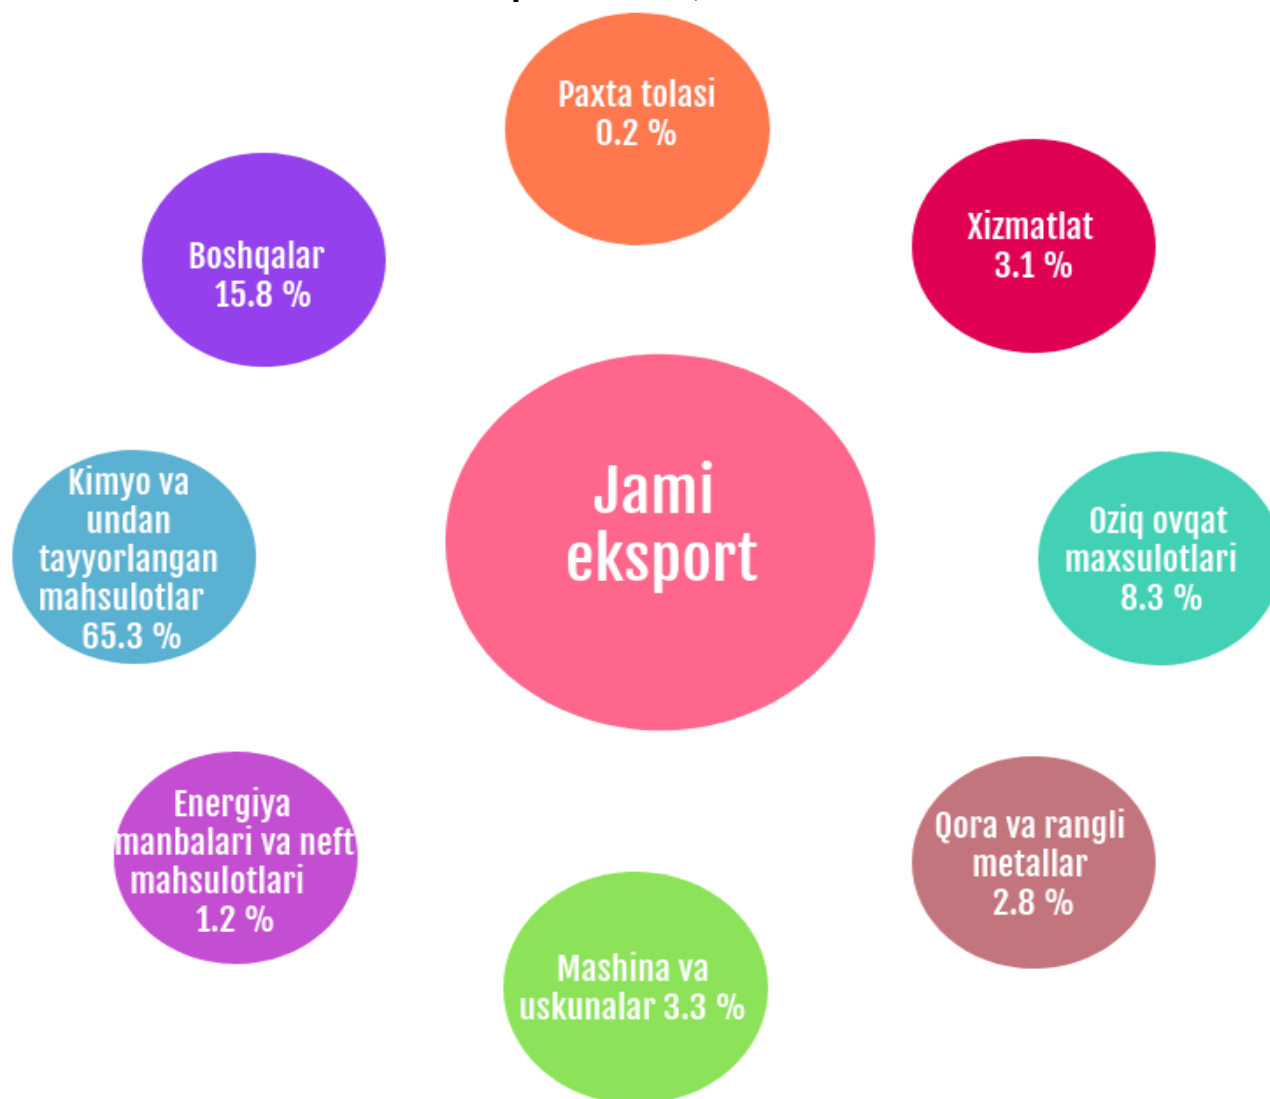 Paxta tolasi
0.2 %
Xizmatlat
3.1 %
Boshqalar
15.8 %
Jami
eksport
Kimyo va
undan
tayyorlangan
mahsulotlar
65.3 %
Oziq ovqat
maxsulotlari
8.3 %
Energiya
manbalari va neft
mahsulotlari
1.2 %
Qora va rangli
metallar
2.8 %
Mashina va
uskunalar 3.3 %